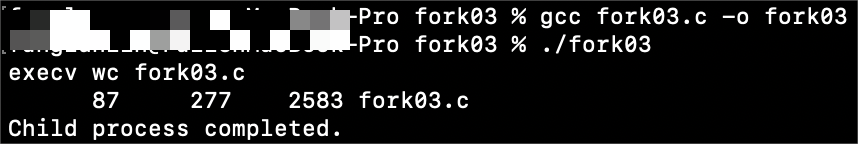 -Pro fork03 % gcc fork03.c -o fork03
-Pro fork03 % ./fork03
execv wc fork03.c
87 277 2583 fork03.c
Child process completed.